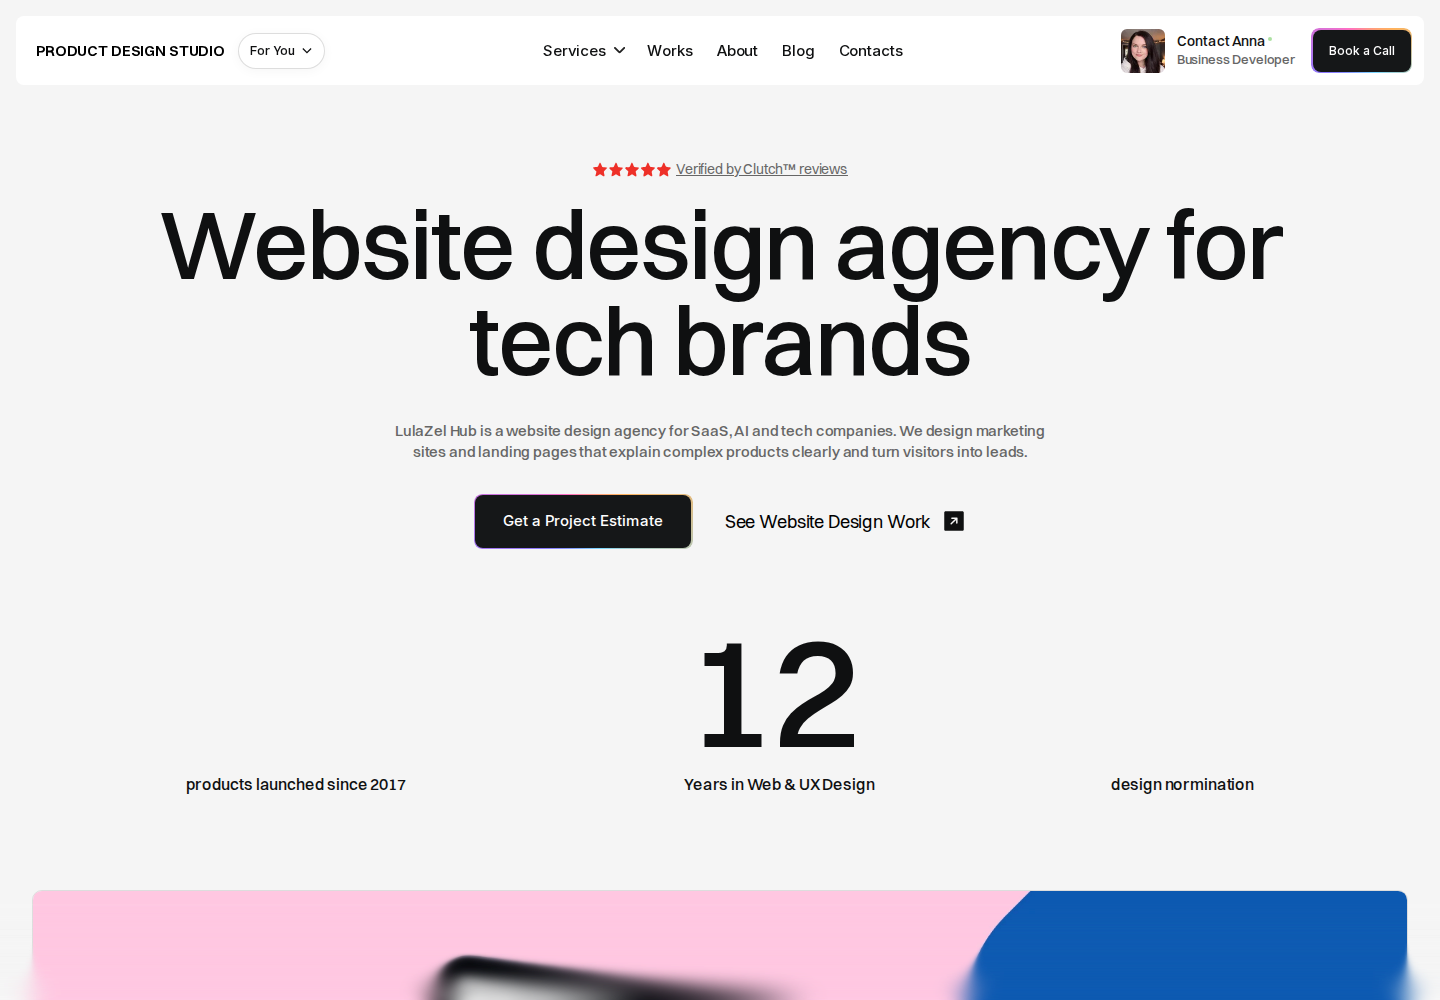 PRODUCT DESIGN STUDIO
For You
Services
Works
About
Blog
Contacts
Contact Anna
Business Developer
Book a Call
Verified by Clutch™ reviews
Website design agency for
tech brands
LulaZel Hub is a website design agency for SaaS, AI and tech companies. We design marketing
sites and landing pages that explain complex products clearly and turn visitors into leads.
Get a Project Estimate
See Website Design Work
12
products launched since 2017
Years in Web & UX Design
design normination